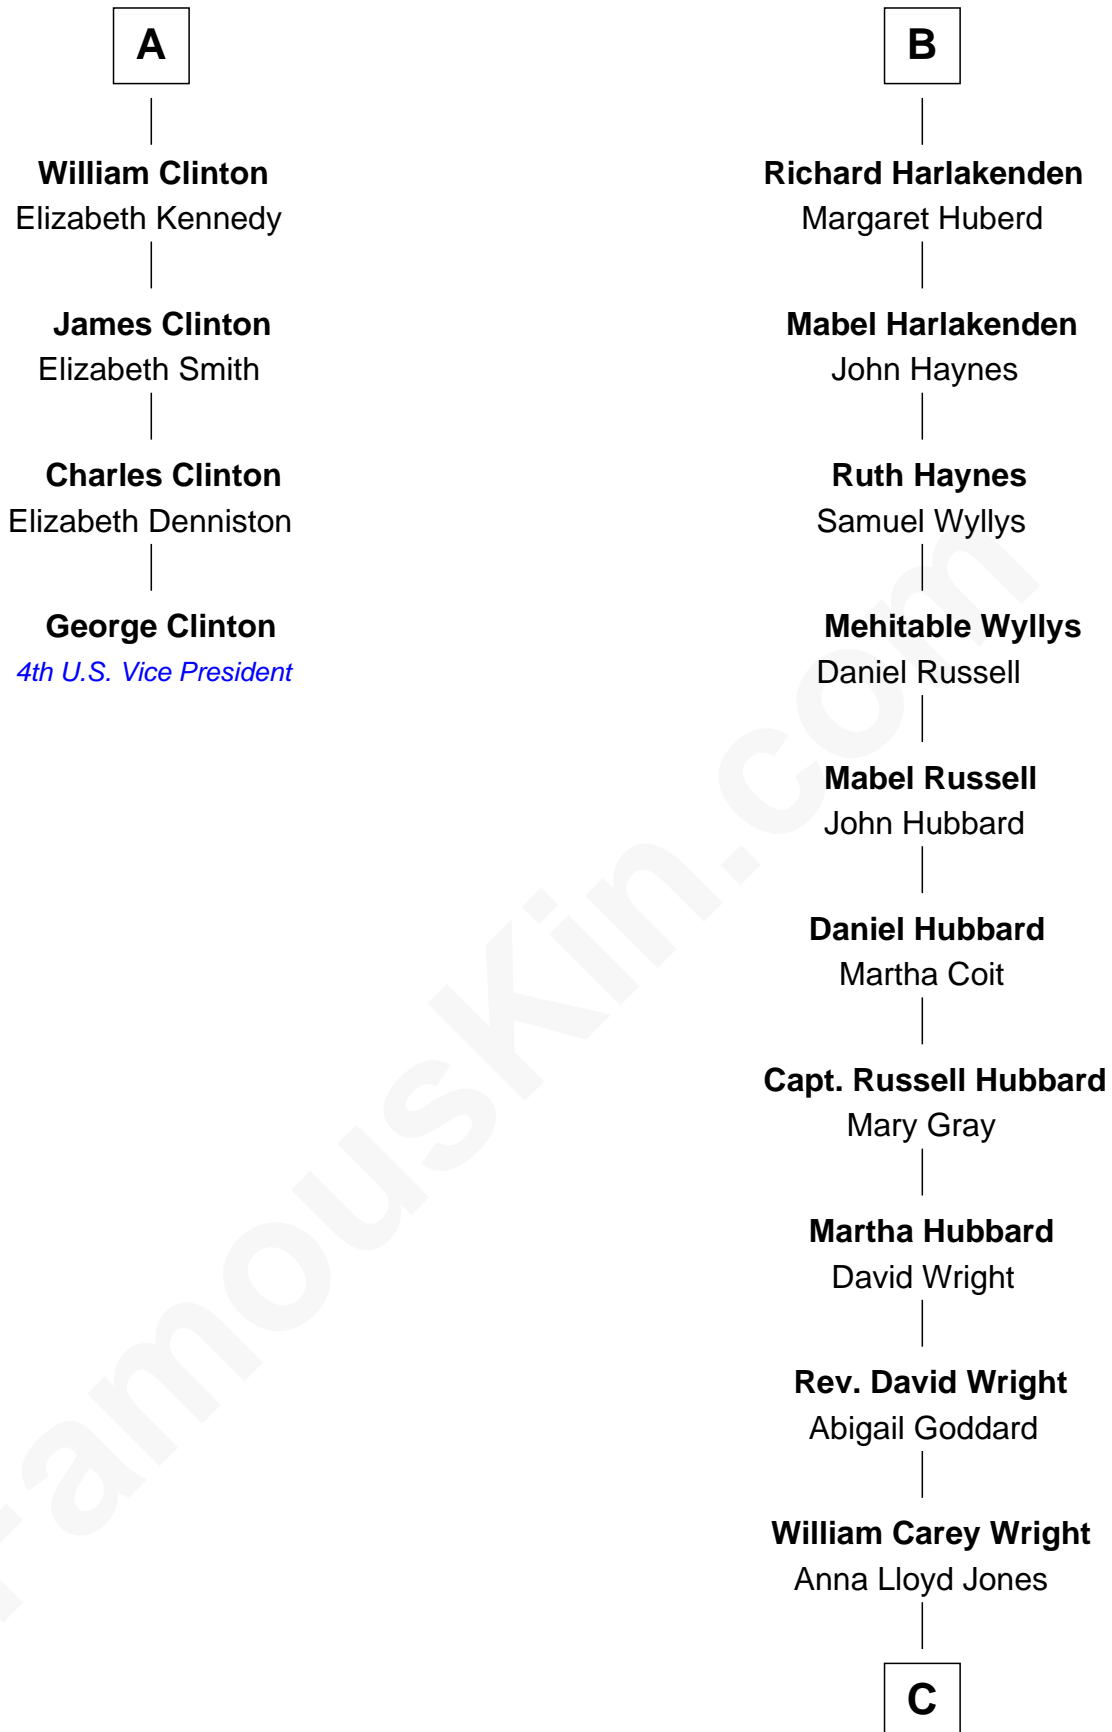 A
William Clinton
Elizabeth Kennedy
James Clinton
Elizabeth Smith
Charles Clinton
Elizabeth Denniston
George Clinton
4th U.S. Vice President
B
Richard Harlakenden
Margaret Huberd
Mabel Harlakenden
John Haynes
Ruth Haynes
Samuel Wyllys
Mehitable Wyllys
Daniel Russell
Mabel Russell
John Hubbard
Daniel Hubbard
Martha Coit
Capt. Russell Hubbard
Mary Gray
Martha Hubbard
David Wright
Rev. David Wright
Abigail Goddard
William Carey Wright
Anna Lloyd Jones
C
FamousKin.com